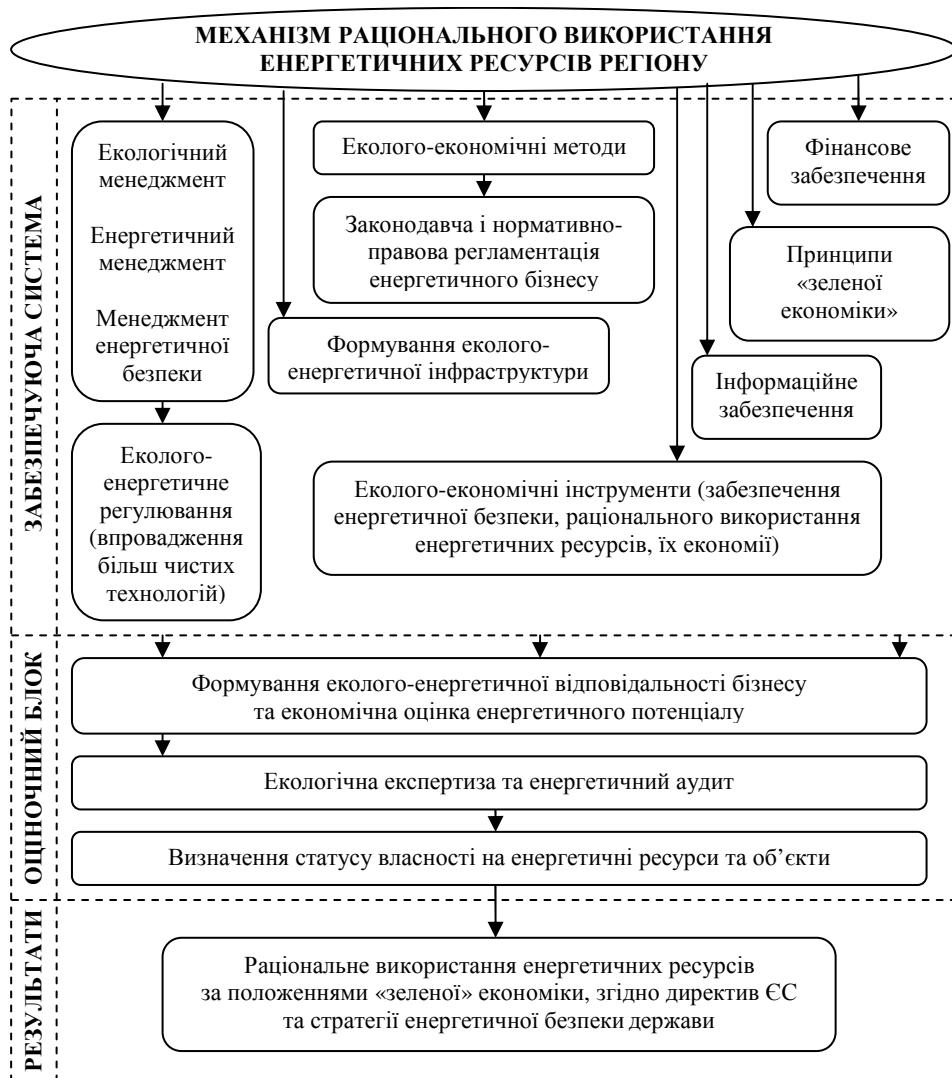 МЕХАНІЗМ РАЦІОНАЛЬНОГО ВИКОРИСТАННЯ
ЕНЕРГЕТИЧНИХ РЕСУРСІВ РЕГІОНУ
ЗАБЕЗПЕЧУЮЧА СИСТЕМА
Екологічний
менеджмент
Енергетичний
менеджмент
Менеджмент
енергетичної
безпеки
Еколого-
енергетичне
регулювання
(впровадження
більш чистих
технологій)
Еколого-економічні методи
Законодавча і нормативно-
правова регламентація
енергетичного бізнесу
Формування еколого-
енергетичної інфраструктури
Фінансове
забезпечення
Принципи
«зеленої
економіки»
Інформаційне
забезпечення
Еколого-економічні інструменти (забезпечення
енергетичної безпеки, раціонального використання
енергетичних ресурсів, їх економії)
ОЦІНОЧНИЙ БЛОК
Формування еколого-енергетичної відповідальності бізнесу
та економічна оцінка енергетичного потенціалу
Екологічна експертиза та енергетичний аудит
Визначення статусу власності на енергетичні ресурси та об’єкти
РЕЗУЛЬТАТИ
Раціональне використання енергетичних ресурсів
за положеннями «зеленої» економіки, згідно директив ЄС
та стратегії енергетичної безпеки держави